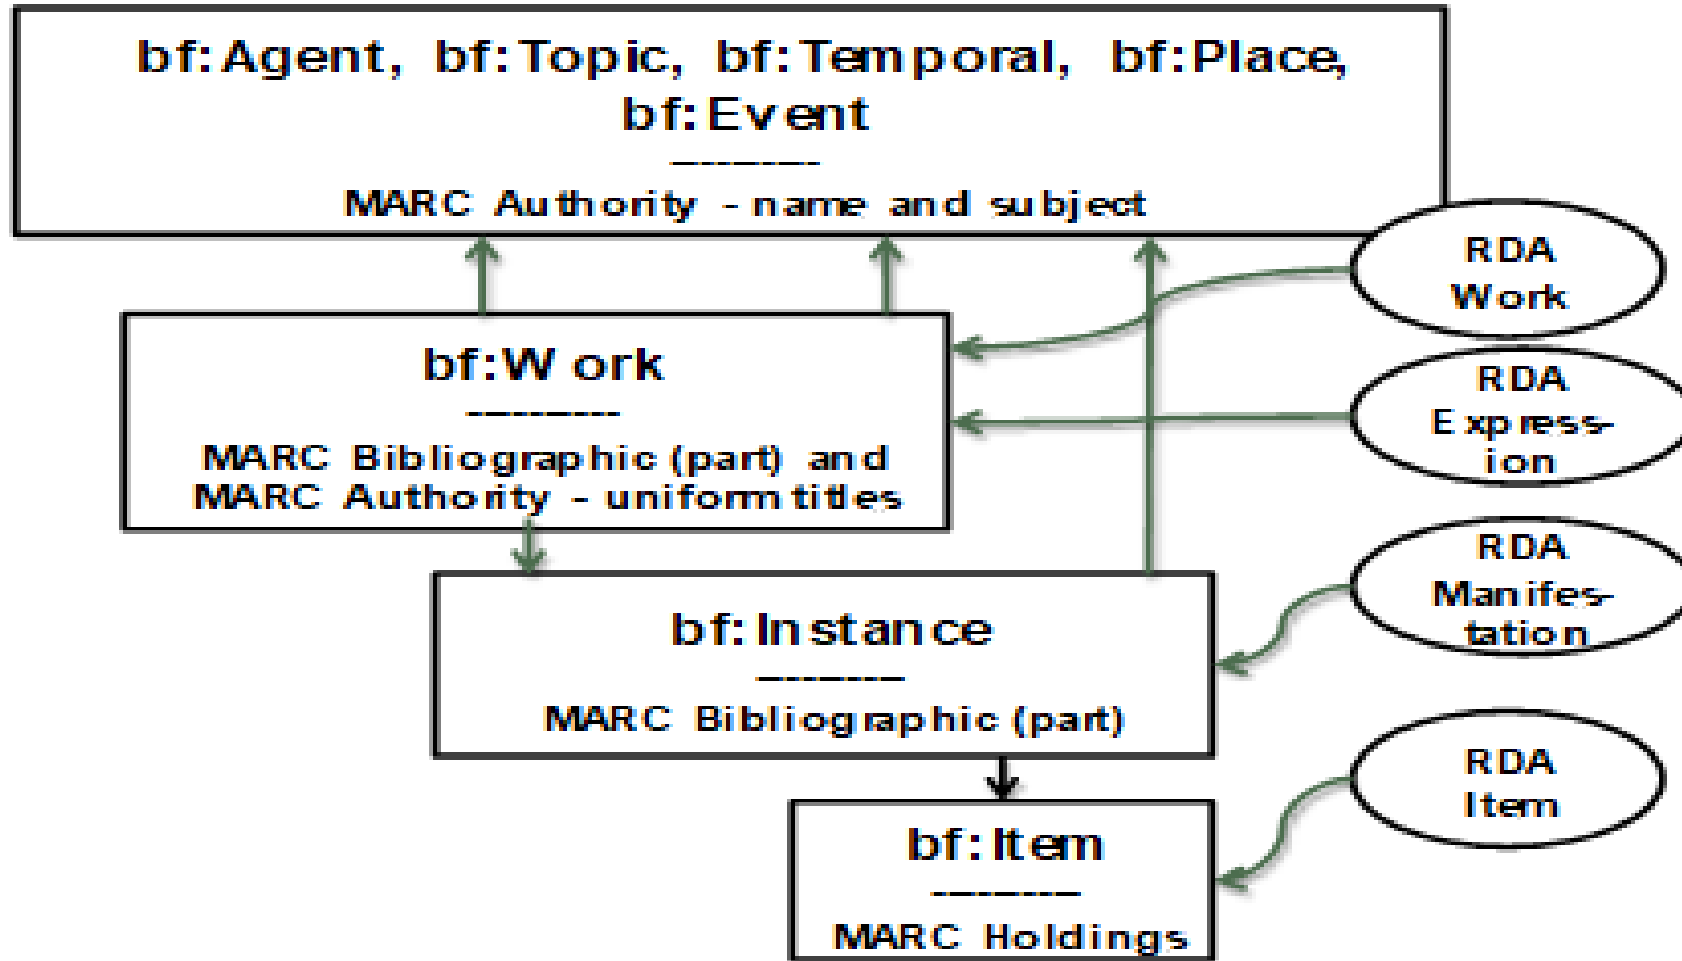 bf:Agent, bf:Topic, bf:Temporal, bf:Place,
bf:Event
----------
MARC Authority - name and subject
RDA
Work
bf:Work
----------
MARC Bibliographic (part) and
MARC Authority - uniform titles
RDA
Express-
ion
RDA
Manifes-
tation
bf:Instance
----------
MARC Bibliographic (part)
RDA
Item
bf:Item
----------
MARC Holdings